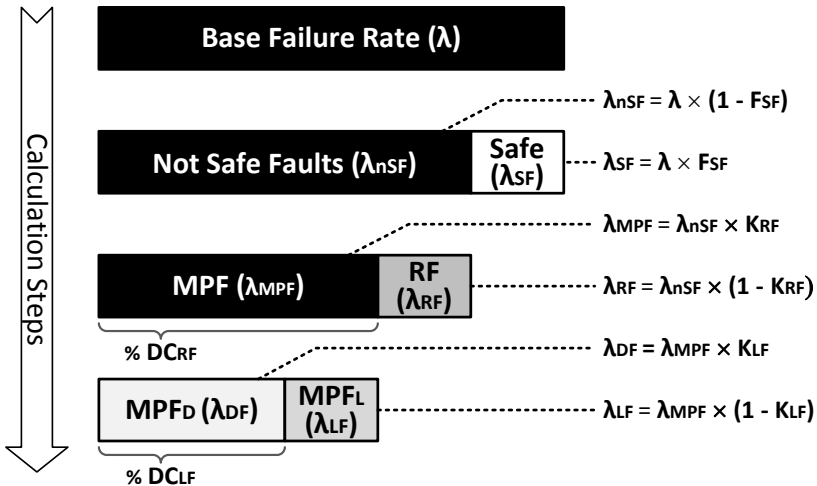 Calculation Steps
Base Failure Rate (λ)
λnSF = λ × (1 - FSF)
Not Safe Faults (λnSF)
Safe
(λSF)
λSF = λ × FSF
λMPF = λnSF × KRF
MPF (λMPF)
RF
(λRF)
λRF = λnSF × (1 - KRF)
% DCRF
λDF = λMPF × KLF
MPFD (λDF)
MPFL
(λLF)
λLF = λMPF × (1 - KLF)
% DCLF